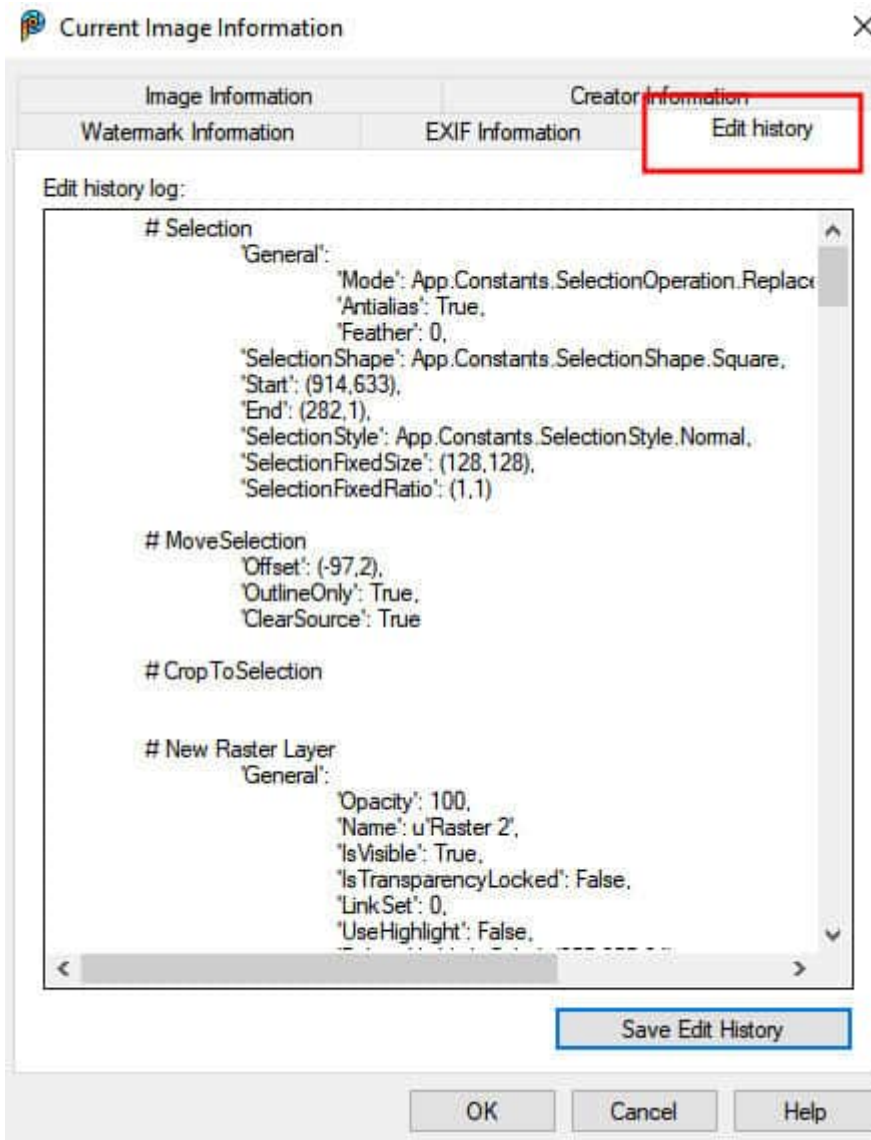 Current Image Information
Image Information Creator Information
Watermark Information EXIF Information Edit history
Edit history log:
# Selection
'General':
'Mode': App.Constants.SelectionOperation.Replace
'Antialias': True,
'Feather': 0,
'SelectionShape': App.Constants.SelectionShape.Square,
'Start': (914,633),
'End': (282,1),
'SelectionStyle': App.Constants.SelectionStyle.Normal,
'SelectionFixedSize': (128,128),
'SelectionFixedRatio': (1,1)
# MoveSelection
'Offset': (-97,2),
'OutlineOnly': True,
'ClearSource': True
# CropToSelection
# New Raster Layer
'General':
'Opacity': 100,
'Name': u'Raster 2',
'IsVisible': True,
'IsTransparencyLocked': False,
'LinkSet': 0,
'UseHighlight': False,
Save Edit History
OK Cancel Help